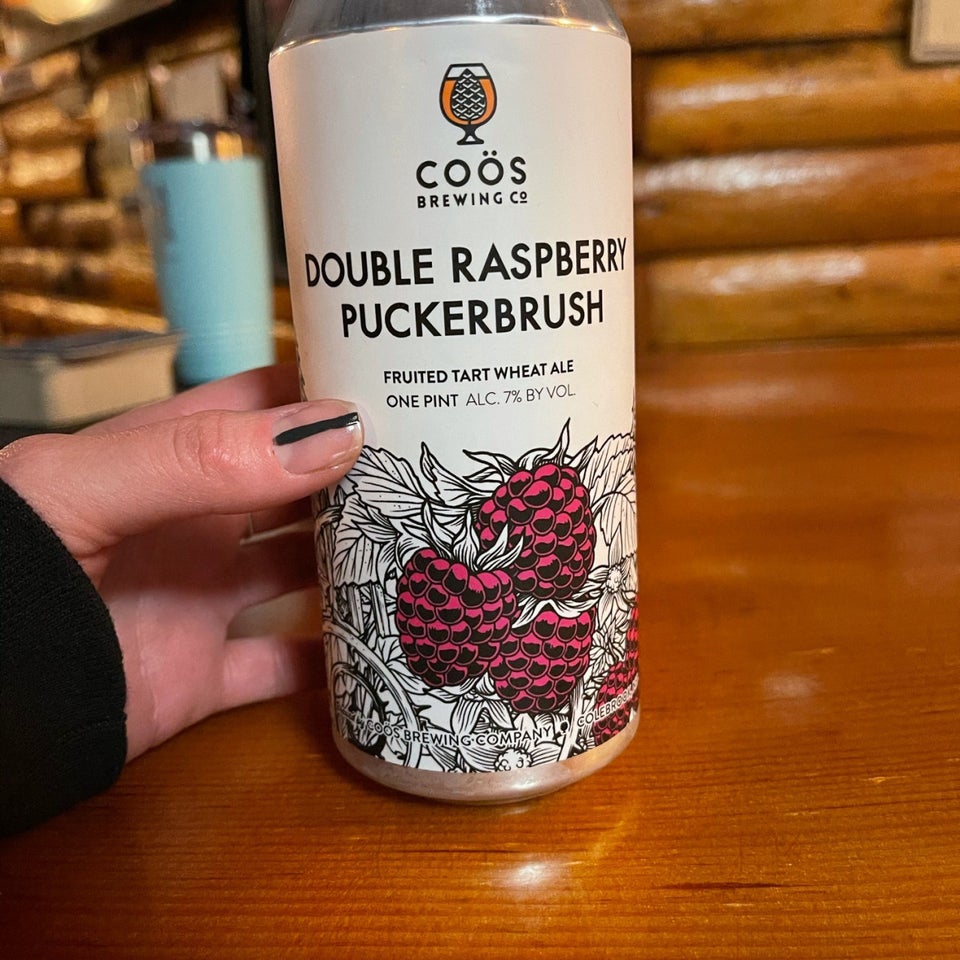 COÖS
BREWING CO
DOUBLE RASPBERRY
PUCKERBRUSH
FRUITED TART WHEAT ALE
ONE PINT ALC. 7% BY VOL.
COÖS BREWING COMPANY • COLEBROOK